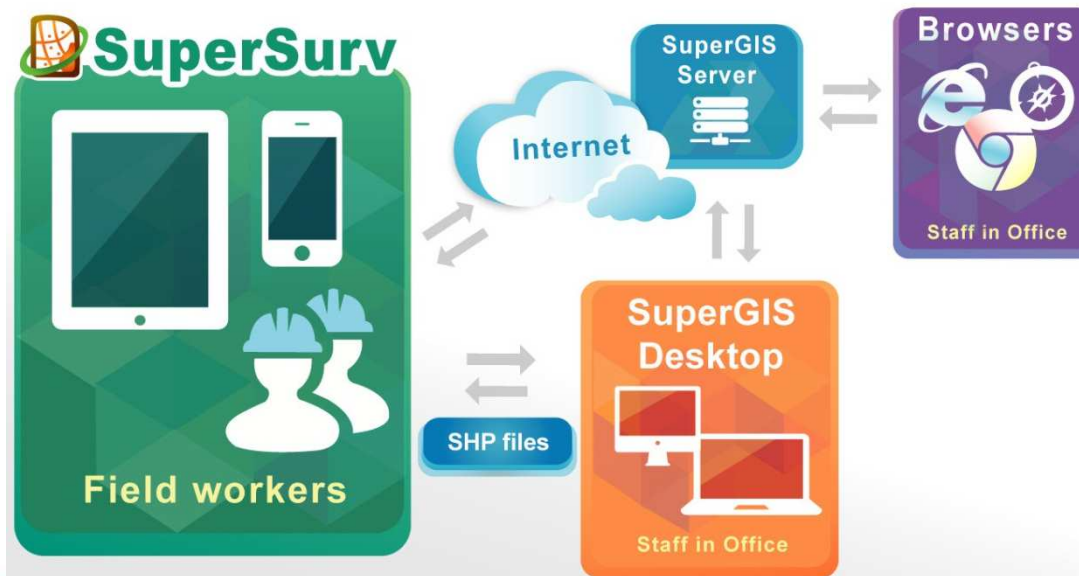 SuperSurv
Field workers
Internet
SuperGIS
Server
Browsers
Staff in Office
SHP files
SuperGIS
Desktop
Staff in Office